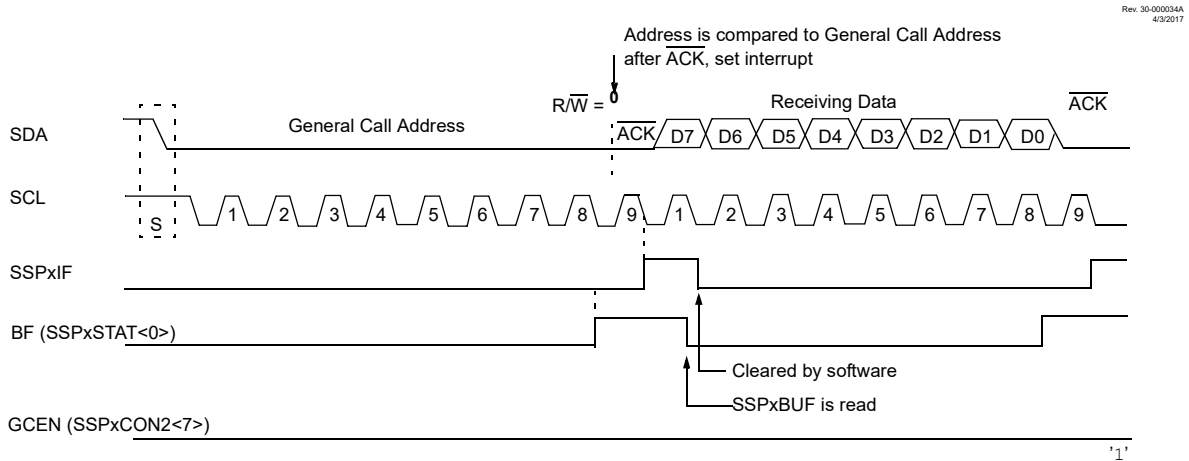 Rev. 30-000034A
4/3/2017
Address is compared to General Call Address
after ACK, set interrupt
R/W = 0
Receiving Data
ACK
SDA
General Call Address
ACK
D7 D6 D5 D4 D3 D2 D1 D0
SCL
S
1 2 3 4 5 6 7 8 9 1 2 3 4 5 6 7 8 9
SSPxIF
BF (SSPxSTAT<0>)
Cleared by software
SSPxBUF is read
GCEN (SSPxCON2<7>)
'1'